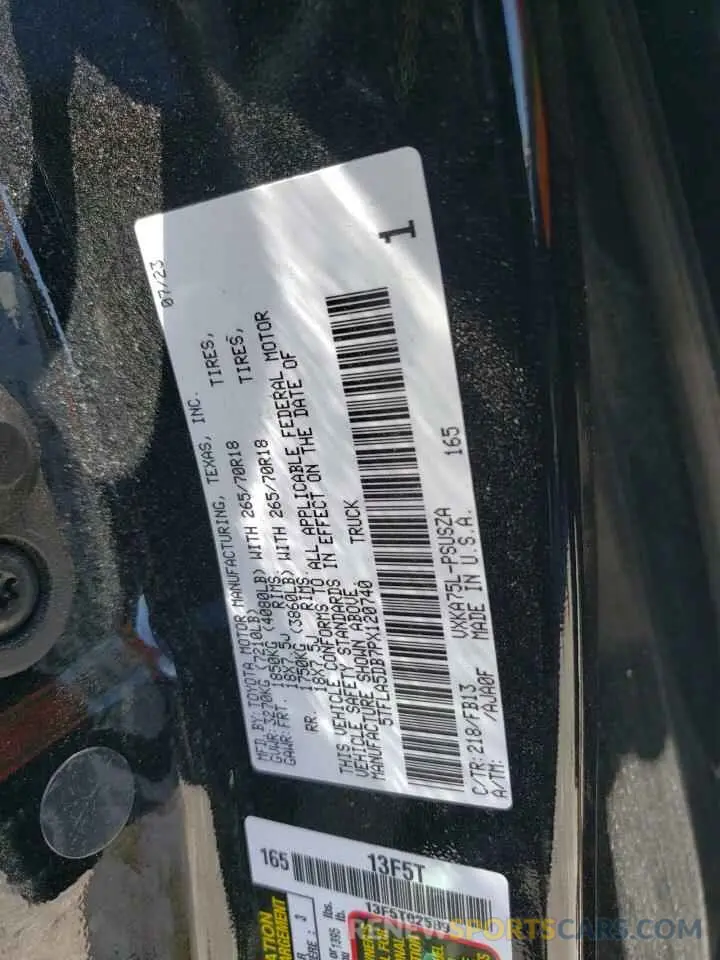 07/23
1
MFD. BY: TOYOTA MOTOR MANUFACTURING, TEXAS, INC.
GVWR: 3270KG (7210LB)
GAWR: FRT. 1850KG (4080LB) WITH 265/70R18 TIRES,
18X7.5J RIMS,
RR. 1750KG (3860LB) WITH 265/70R18 TIRES,
18X7.5J RIMS.
THIS VEHICLE CONFORMS TO ALL APPLICABLE FEDERAL MOTOR
VEHICLE SAFETY STANDARDS IN EFFECT ON THE DATE OF
MANUFACTURE SHOWN ABOVE.
5TFLA5DB7PX120740 TRUCK
C/TR: 218/FB13 VXKA75L-PSUSZA 165
A/TM: /AJA0F MADE IN U.S.A.
165 13F5T
RENEWSPORTSCARS.COM